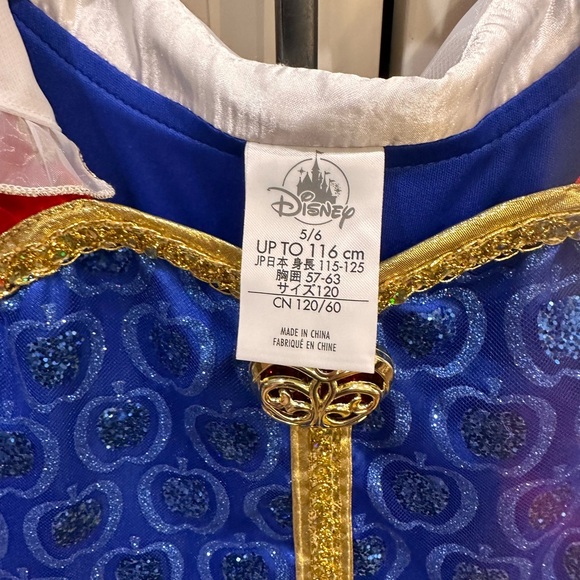 Disney
5/6
UP TO 116 cm
JP日本 身長 115-125
胸囲 57-63
サイズ120
CN 120/60
MADE IN CHINA
FABRIQUÉ EN CHINE